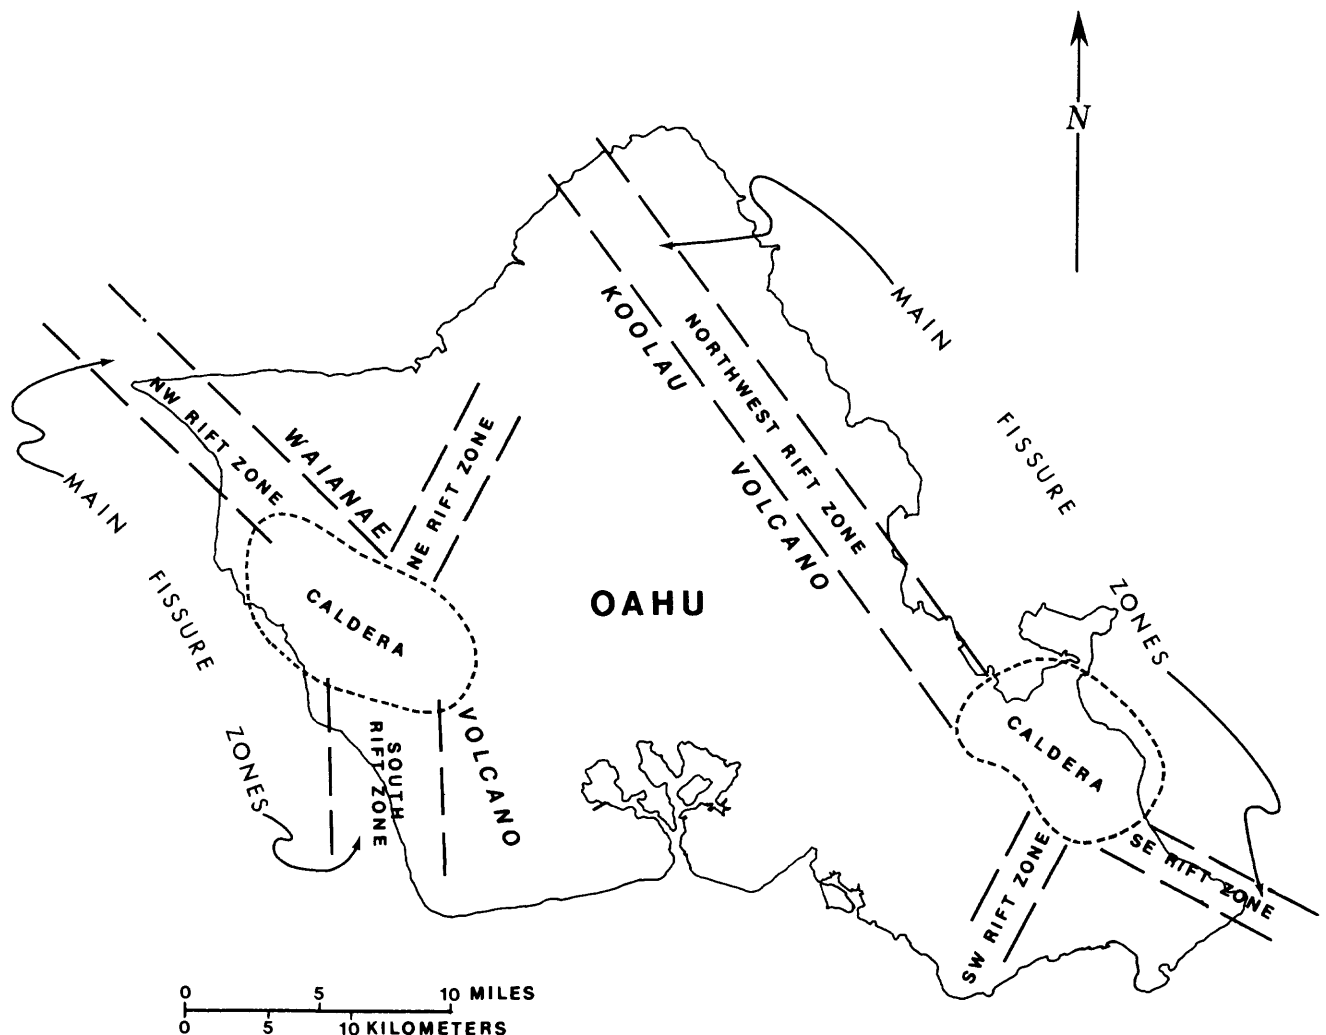 N
MAIN
FISSURE
ZONES
KOOLAU
VOLCANO
NORTHWEST RIFT ZONE
NW RIFT ZONE
WAIANAE
VOLCANO
NE RIFT ZONE
MAIN
FISSURE
ZONES
CALDERA
OAHU
SOUTH
RIFT ZONE
CALDERA
SE RIFT ZONE
SW RIFT ZONE
0 5 10 MILES
0 5 10 KILOMETERS